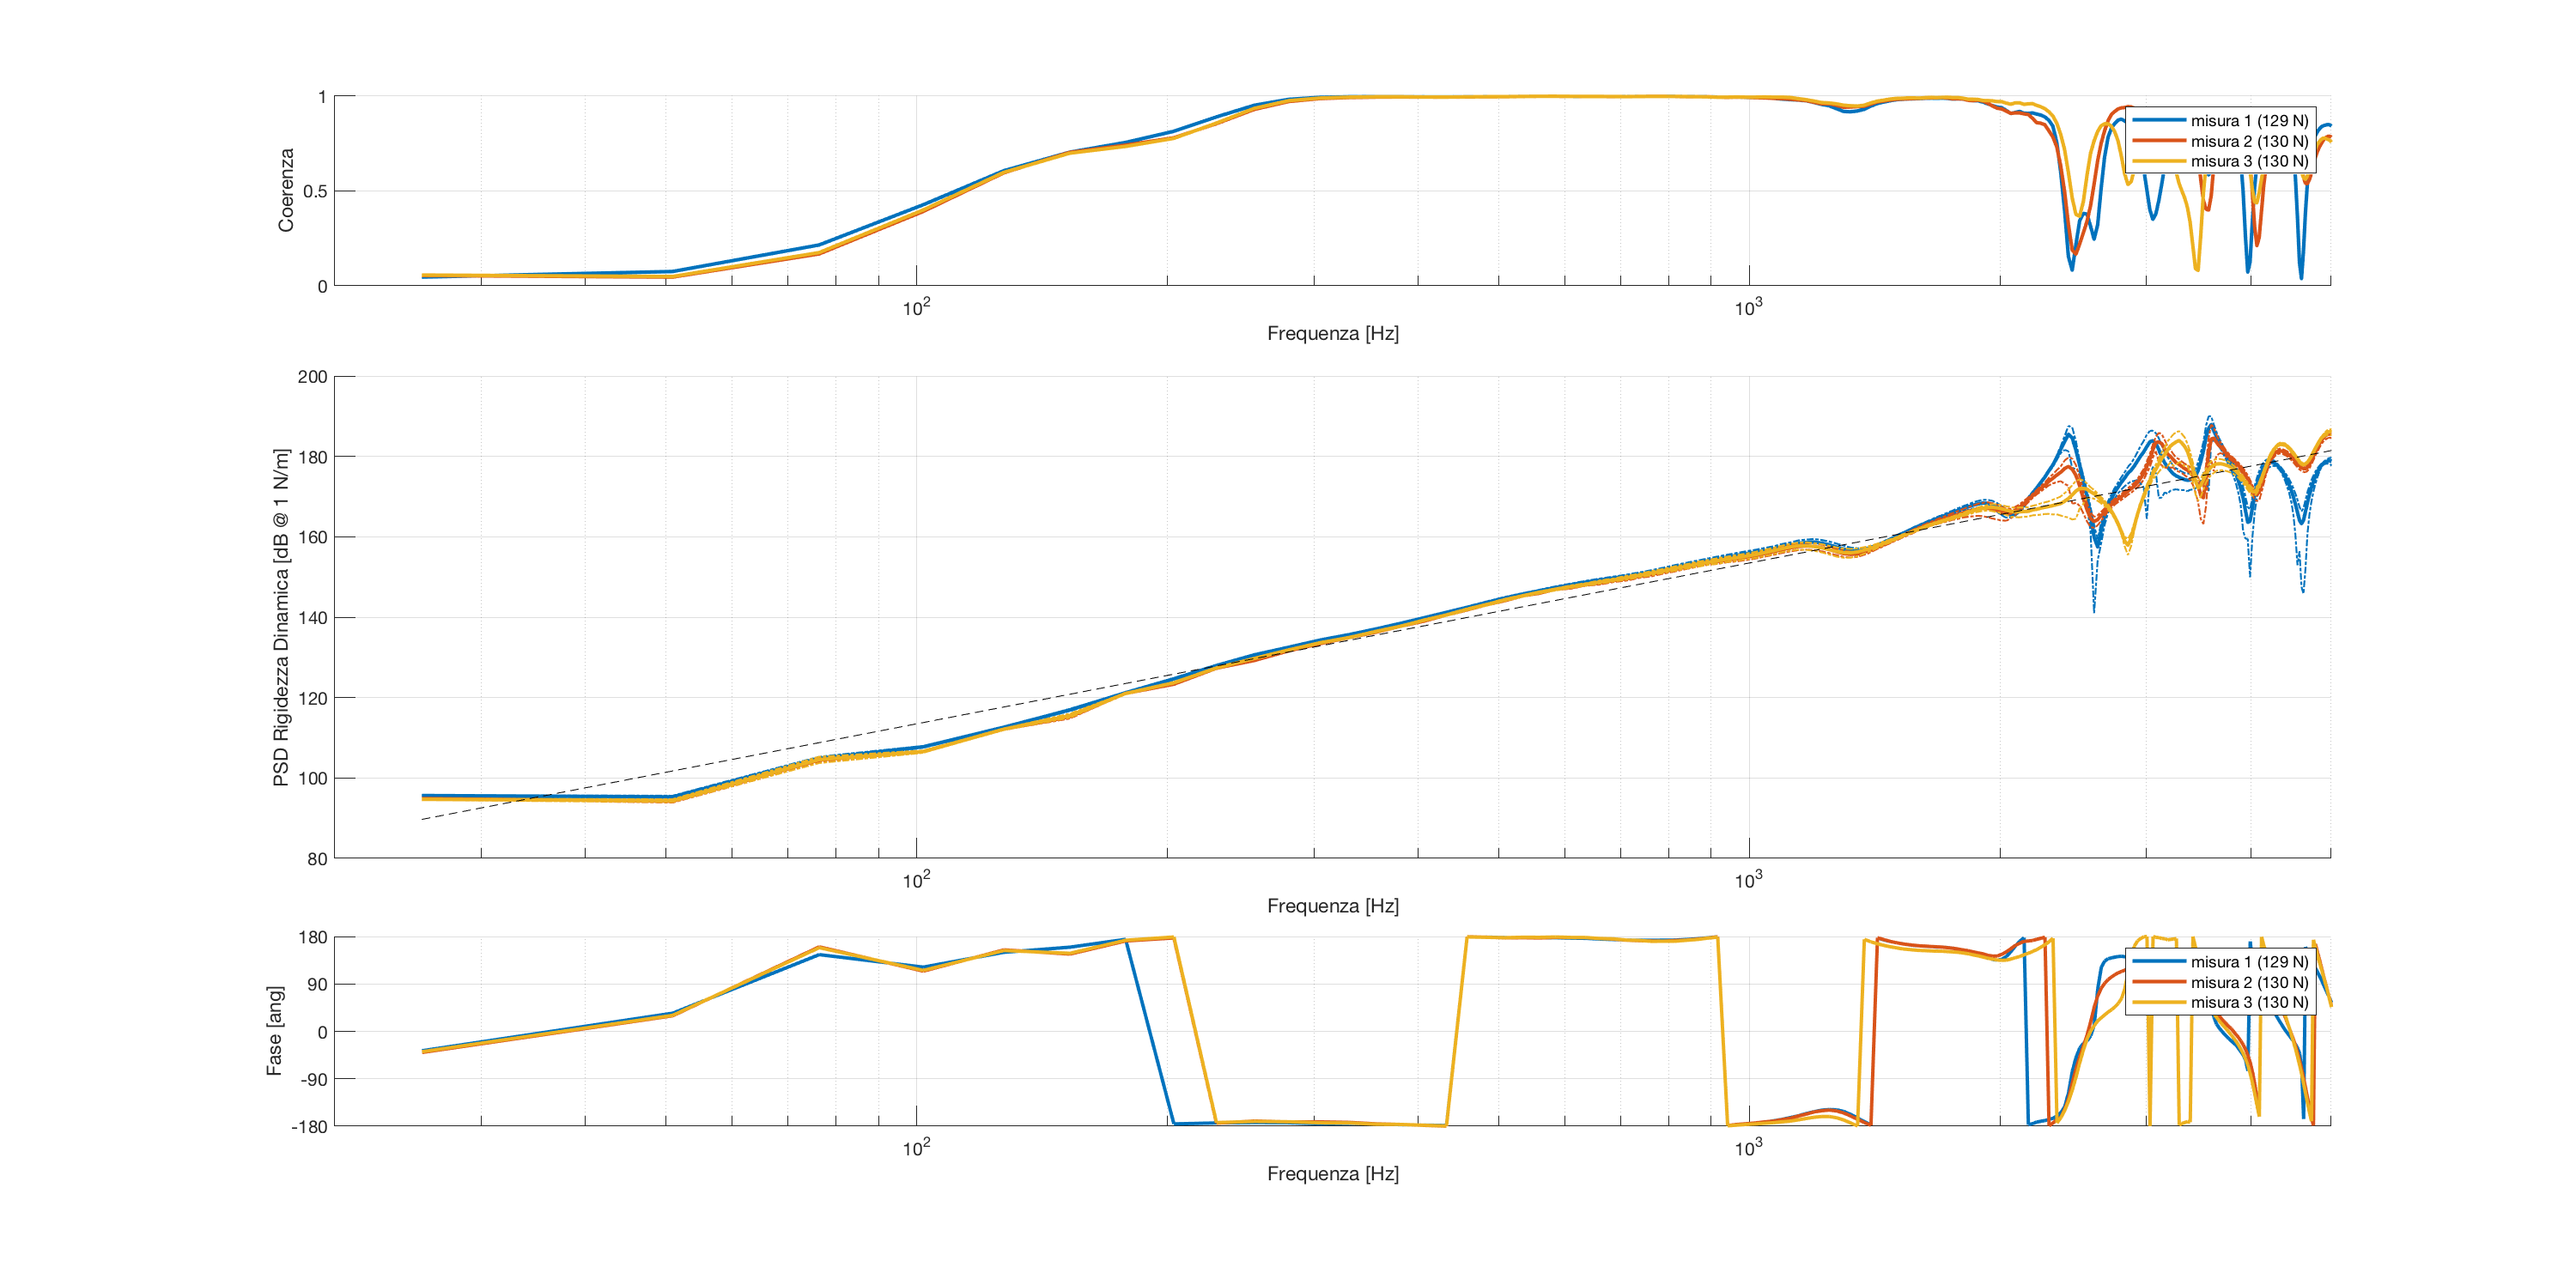 1
0.5
0
Coerenza
10^2
10^3
Frequenza [Hz]
misura 1 (129 N)
misura 2 (130 N)
misura 3 (130 N)
200
180
160
140
120
100
80
PSD Rigidezza Dinamica [dB @ 1 N/m]
10^2
10^3
Frequenza [Hz]
180
90
0
-90
-180
Fase [ang]
10^2
10^3
Frequenza [Hz]
misura 1 (129 N)
misura 2 (130 N)
misura 3 (130 N)